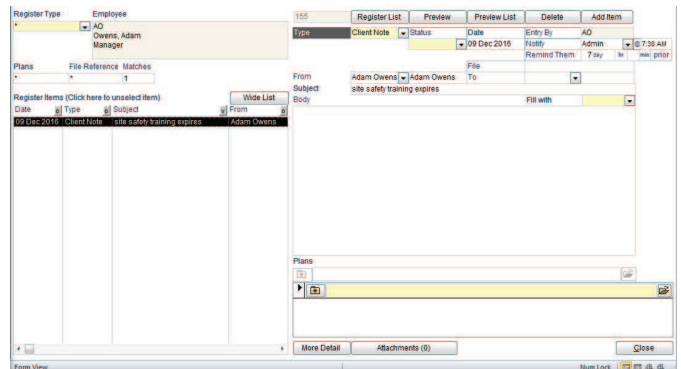 Register Type Employee
* AO
Owens, Adam
Manager
Plans File Reference Matches
* * 1
Register Items (Click here to unselect item) Wide List
Date Type Subject From
09 Dec 2016 Client Note site safety training expires Adam Owens
155 Register List Preview Preview List Delete Add Item
Type Client Note Status Date Entry By AO
09 Dec 2016 Notify Admin @ 7:30 AM
Remind Them 7 day hr min prior
File
From Adam Owens Adam Owens To
Subject site safety training expires
Body Fill with
Plans
More Detail Attachments (0) Close
Form View Num Lock